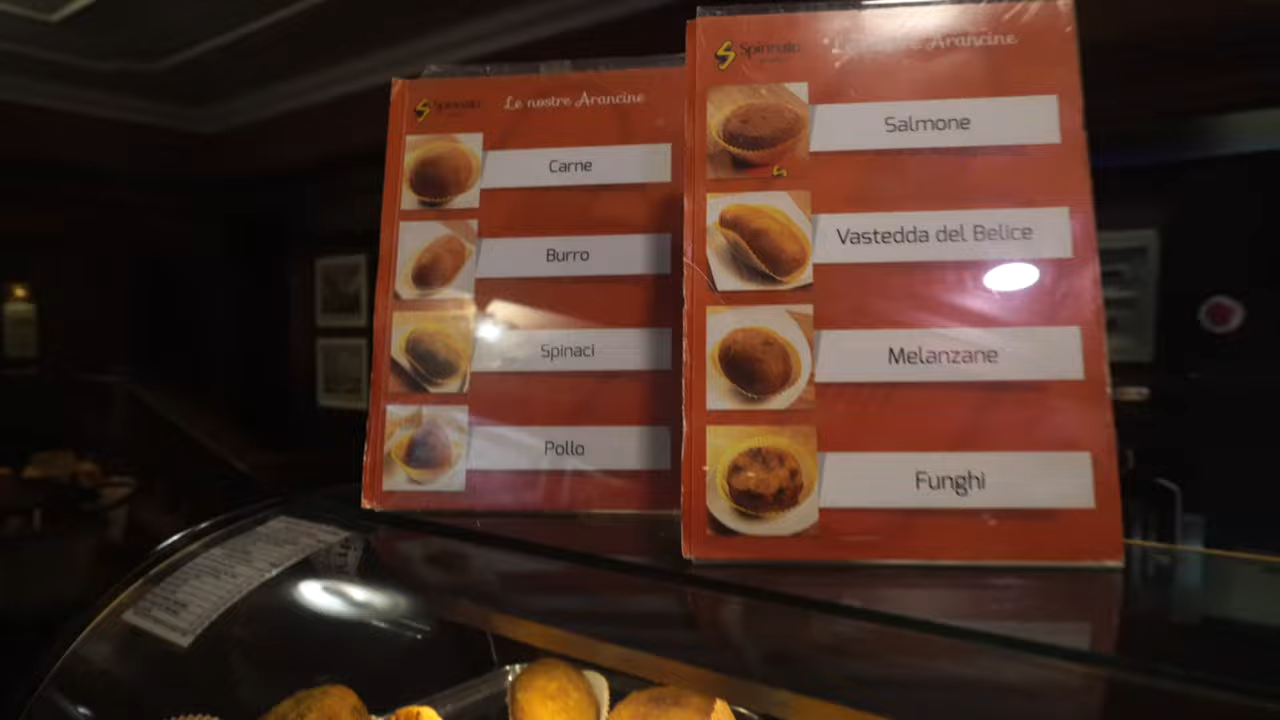 Spinnato
Le nostre Arancine
Carne
Burro
Spinaci
Pollo
Spinnato
Le nostre Arancine
Salmone
Vastedda del Belice
Melanzane
Funghi